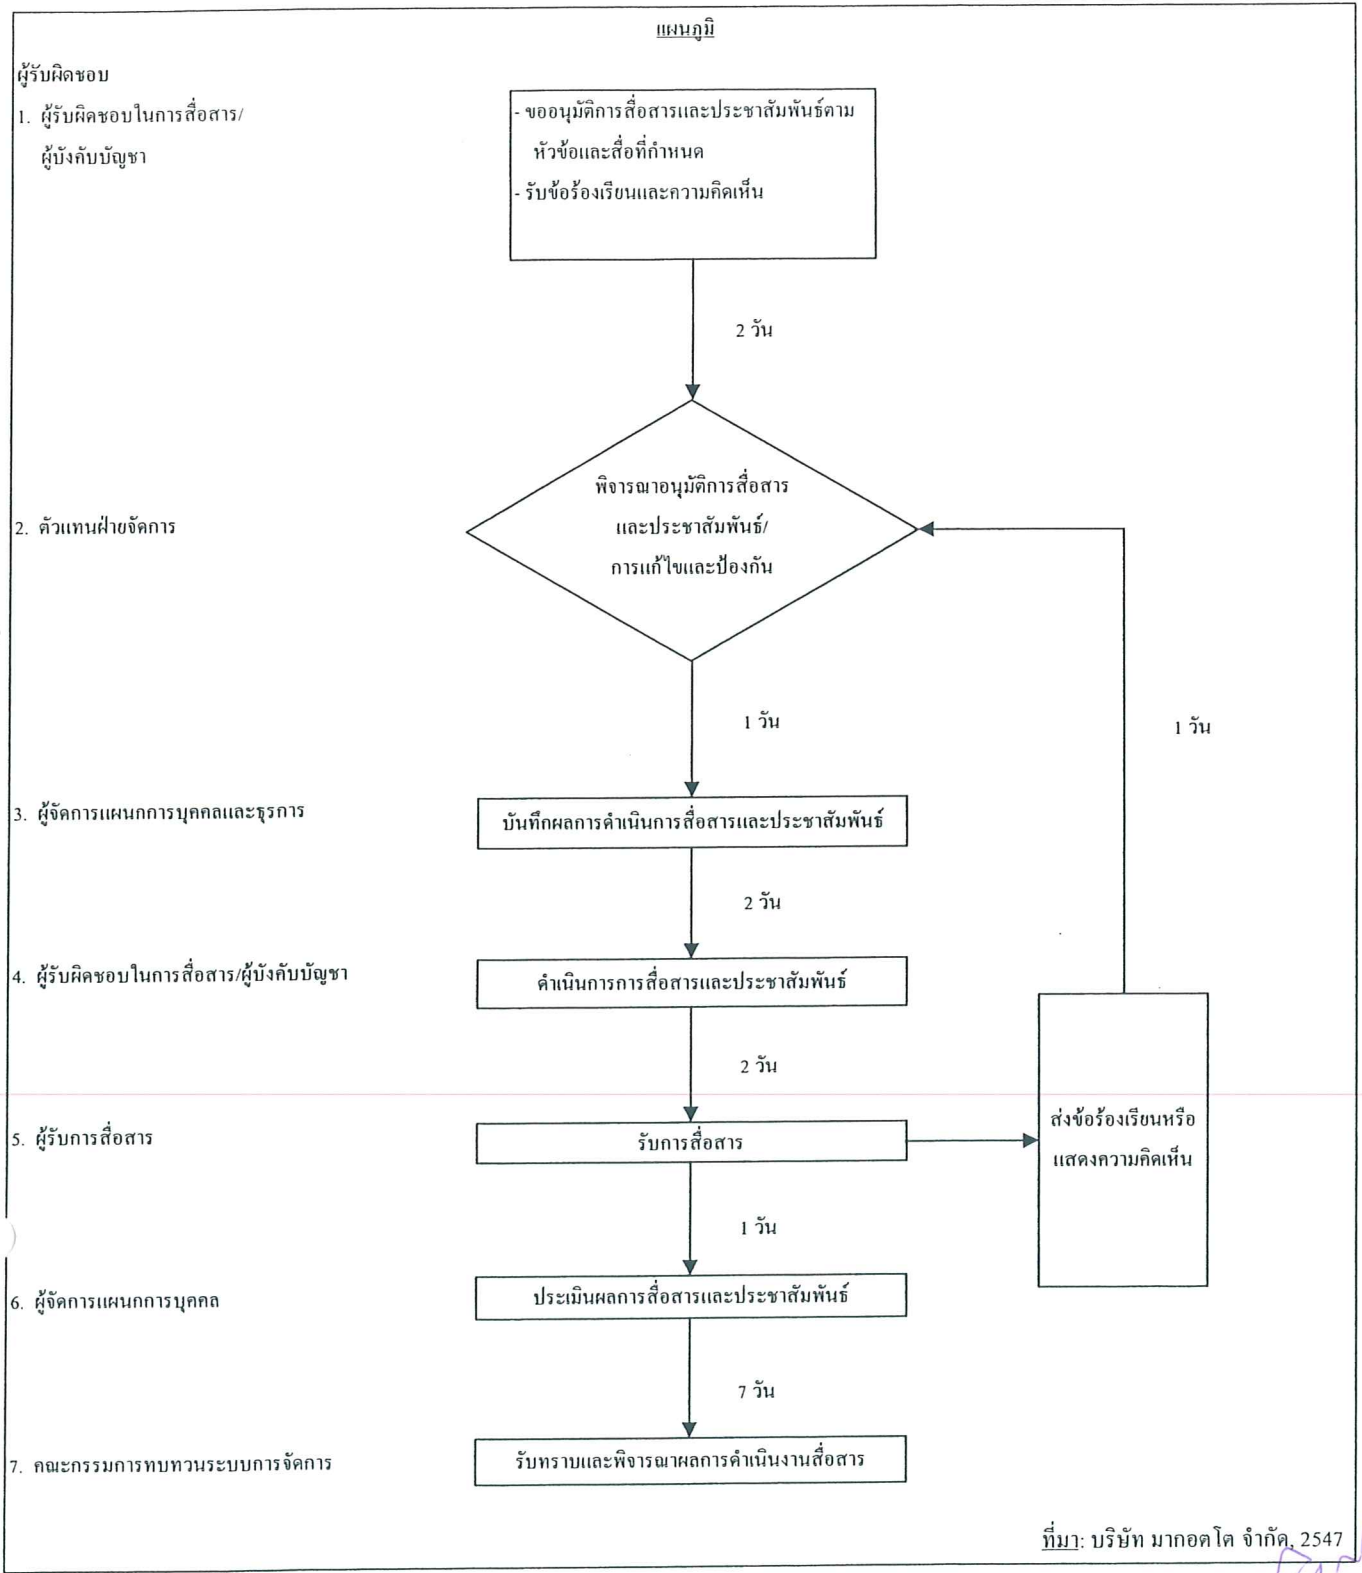 แผนภูมิ
ผู้รับผิดชอบ
1. ผู้รับผิดชอบในการสื่อสาร/
ผู้บังคับบัญชา
- ขออนุมัติการสื่อสารและประชาสัมพันธ์ตาม
หัวข้อและสื่อที่กำหนด
- รับข้อร้องเรียนและความคิดเห็น
2 วัน
2. ตัวแทนฝ่ายจัดการ
พิจารณาอนุมัติการสื่อสาร
และประชาสัมพันธ์/
การแก้ไขและป้องกัน
1 วัน
1 วัน
3. ผู้จัดการแผนกการบุคคลและธุรการ
บันทึกผลการดำเนินการสื่อสารและประชาสัมพันธ์
2 วัน
4. ผู้รับผิดชอบในการสื่อสาร/ผู้บังคับบัญชา
ดำเนินการการสื่อสารและประชาสัมพันธ์
2 วัน
5. ผู้รับการสื่อสาร
รับการสื่อสาร
ส่งข้อร้องเรียนหรือ
แสดงความคิดเห็น
1 วัน
6. ผู้จัดการแผนกการบุคคล
ประเมินผลการสื่อสารและประชาสัมพันธ์
7 วัน
7. คณะกรรมการทบทวนระบบการจัดการ
รับทราบและพิจารณาผลการดำเนินงานสื่อสาร
ที่มา: บริษัท มากอตโต จำกัด, 2547